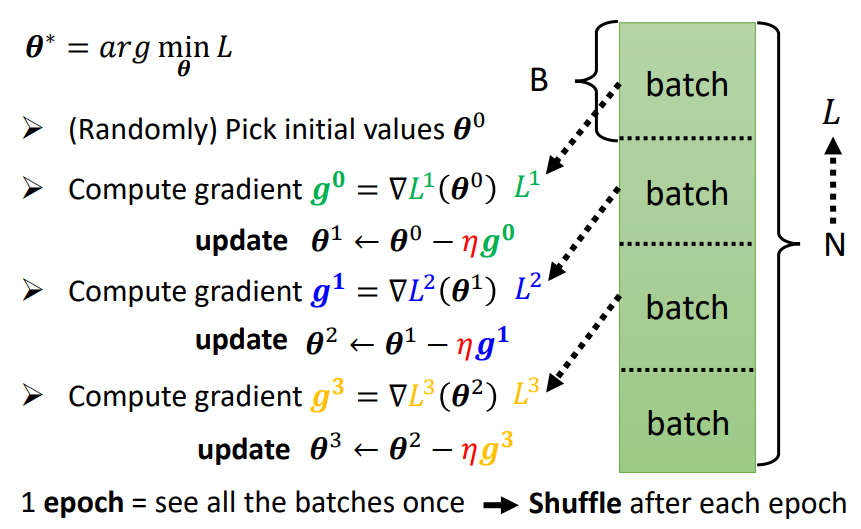 𝜽* = arg min L
𝜽
B
batch
L
➢ (Randomly) Pick initial values 𝜽⁰
➢ Compute gradient 𝒈⁰ = ∇L¹(𝜽⁰) L¹
batch
update 𝜽¹ ← 𝜽⁰ − η𝒈⁰
N
➢ Compute gradient 𝒈¹ = ∇L²(𝜽¹) L²
batch
update 𝜽² ← 𝜽¹ − η𝒈¹
➢ Compute gradient 𝒈³ = ∇L³(𝜽²) L³
batch
update 𝜽³ ← 𝜽² − η𝒈³
1 epoch = see all the batches once ➡ Shuffle after each epoch